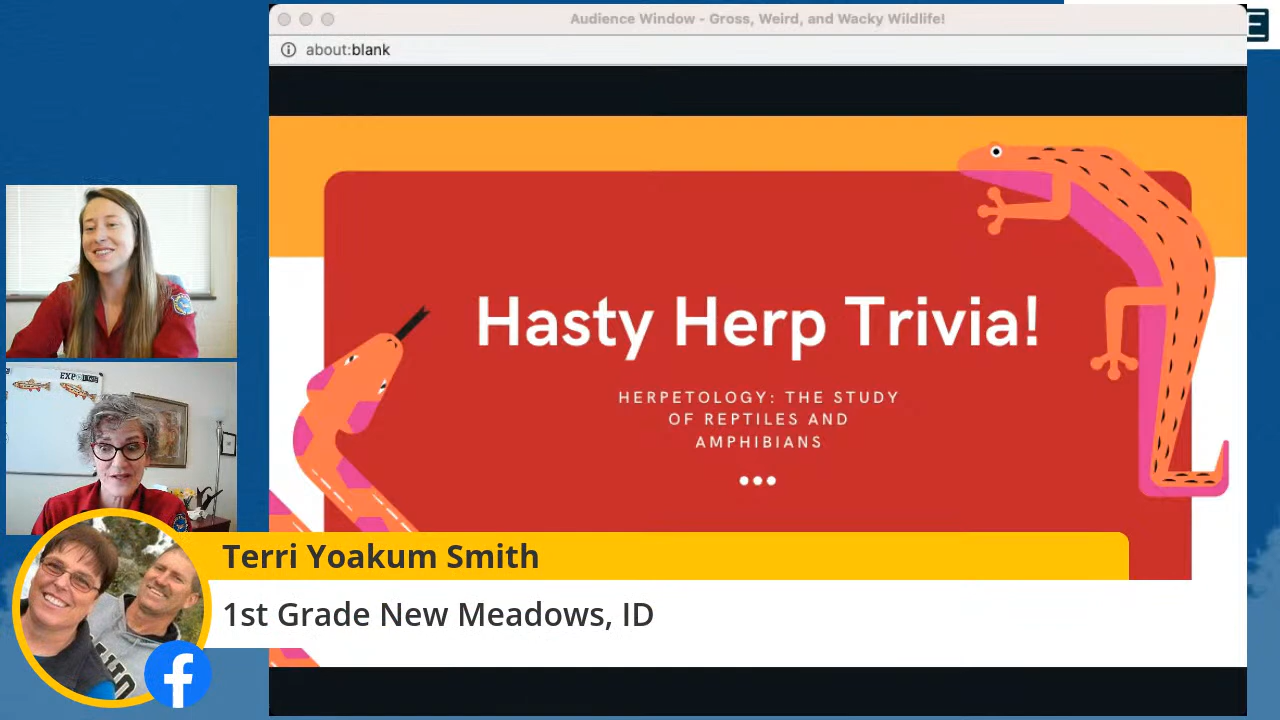 Audience Window - Gross, Weird, and Wacky Wildlife!
about:blank
E
Hasty Herp Trivia!
HERPETOLOGY: THE STUDY
OF REPTILES AND
AMPHIBIANS
Terri Yoakum Smith
1st Grade New Meadows, ID